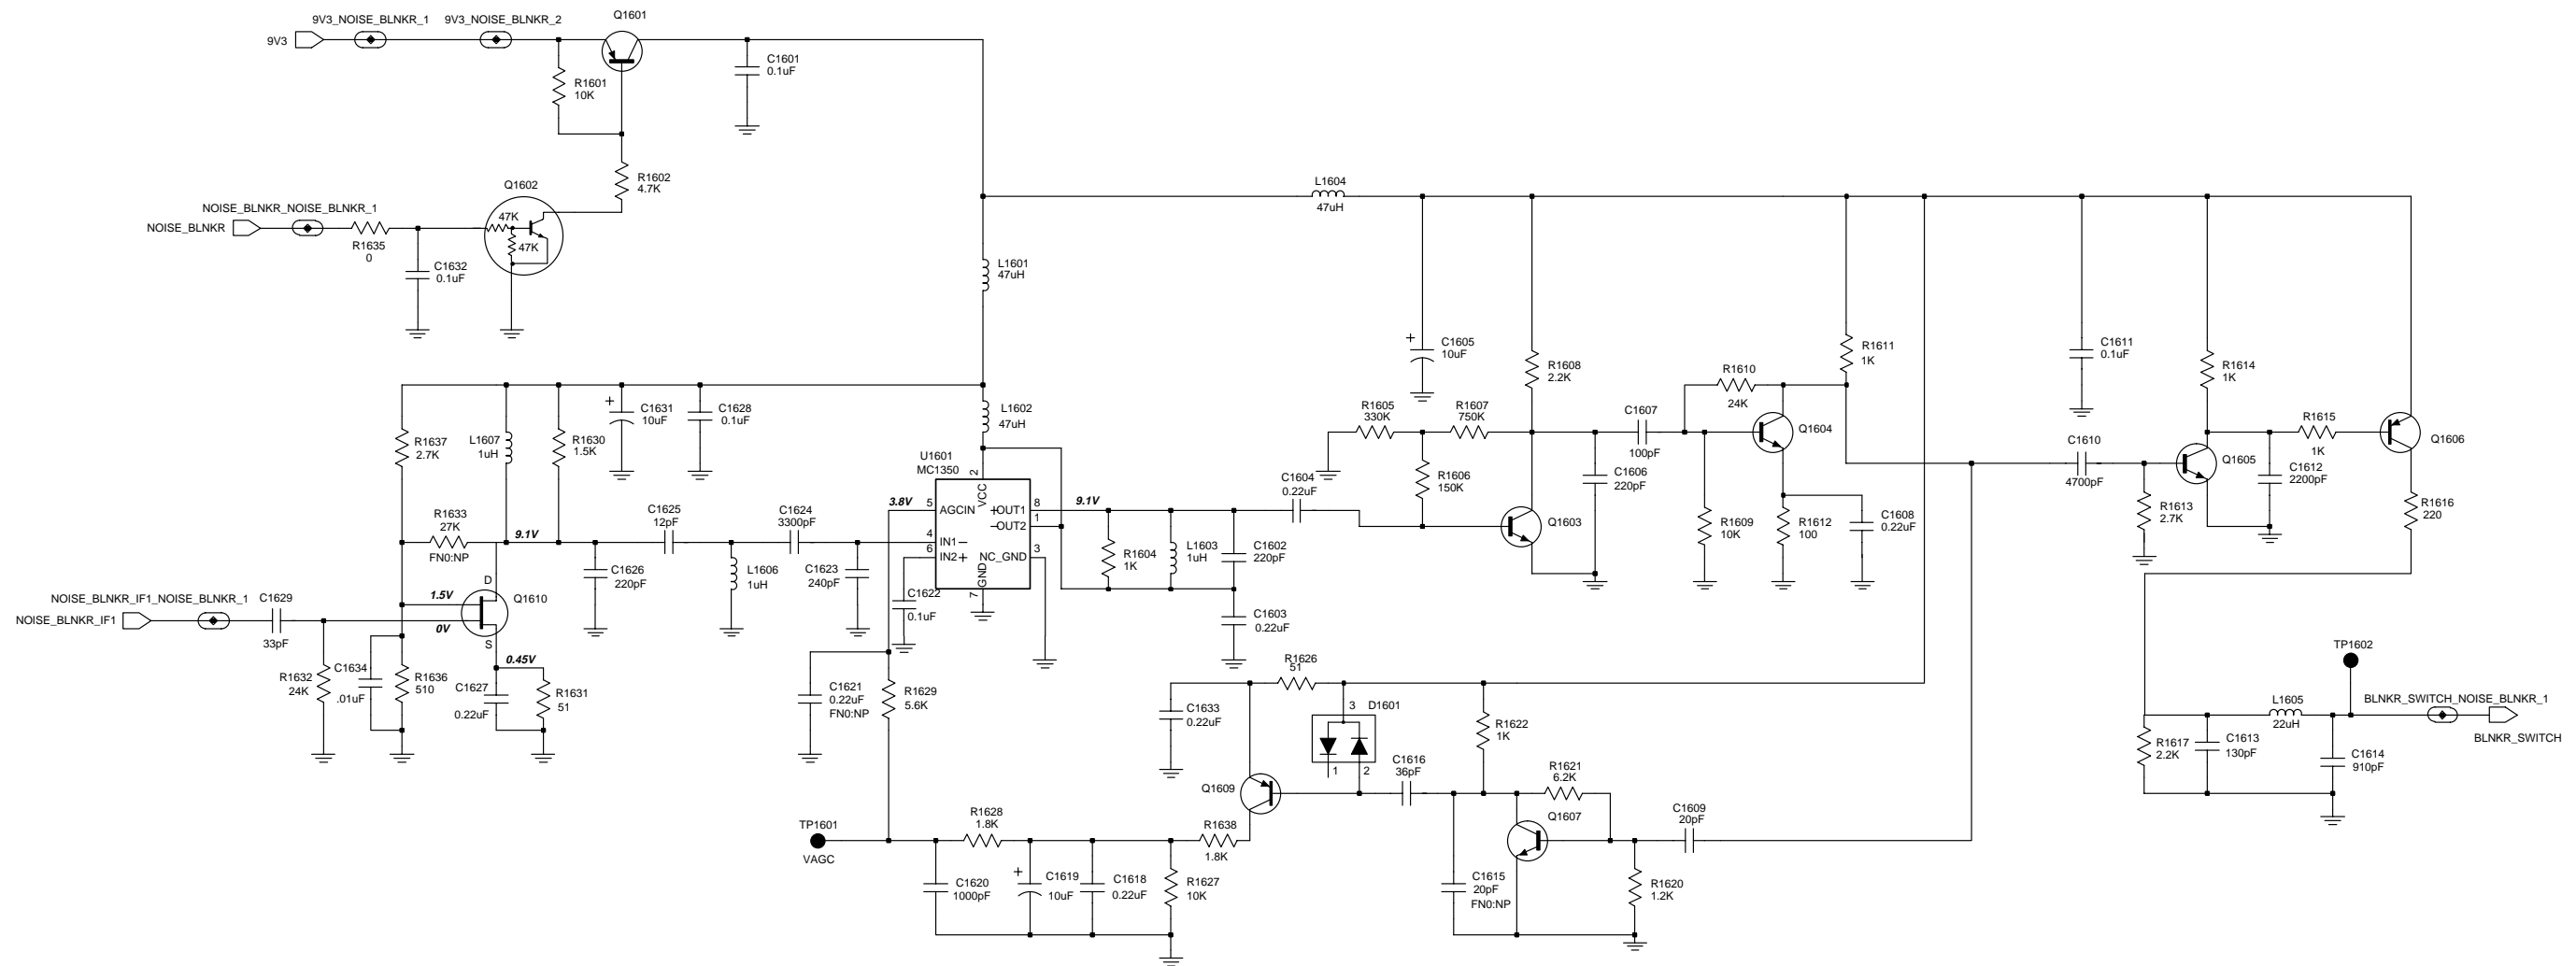 9V3_NOISE_BLNKR_1
9V3_NOISE_BLNKR_2
Q1601
9V3
R1601
10K
C1601
0.1uF
R1602
4.7K
Q1602
47K
47K
NOISE_BLNKR_NOISE_BLNKR_1
NOISE_BLNKR
R1635
0
C1632
0.1uF
L1604
47uH
L1601
47uH
C1605
10uF
+
R1608
2.2K
R1611
1K
C1611
0.1uF
R1614
1K
R1637
2.7K
L1607
1uH
R1630
1.5K
+
C1631
10uF
C1628
0.1uF
L1602
47uH
R1605
330K
R1607
750K
C1607
100pF
R1610
24K
Q1604
R1615
1K
Q1606
U1601
MC1350
R1606
150K
C1606
220pF
C1610
4700pF
Q1605
C1612
2200pF
R1633
27K
FN0:NP
9.1V
C1625
12pF
C1624
3300pF
3.8V
5
AGCIN
2
VCC
+OUT1
8
−OUT2
1
4
IN1−
6
IN2+
NC_GND
3
GND
7
9.1V
C1604
0.22uF
Q1603
R1609
10K
R1612
100
C1608
0.22uF
R1613
2.7K
R1616
220
C1626
220pF
L1606
1uH
C1623
240pF
C1622
0.1uF
R1604
1K
L1603
1uH
C1602
220pF
C1603
0.22uF
NOISE_BLNKR_IF1_NOISE_BLNKR_1
NOISE_BLNKR_IF1
C1629
33pF
1.5V
0V
D
S
Q1610
0.45V
R1632
24K
C1634
.01uF
R1636
510
C1627
0.22uF
R1631
51
C1621
0.22uF
FN0:NP
R1629
5.6K
R1626
51
C1633
0.22uF
3
D1601
1
2
R1622
1K
C1616
36pF
R1621
6.2K
Q1609
Q1607
C1609
20pF
TP1602
L1605
22uH
BLNKR_SWITCH_NOISE_BLNKR_1
BLNKR_SWITCH
R1617
2.2K
C1613
130pF
C1614
910pF
TP1601
VAGC
R1628
1.8K
R1638
1.8K
C1620
1000pF
+
C1619
10uF
C1618
0.22uF
R1627
10K
C1615
20pF
FN0:NP
R1620
1.2K